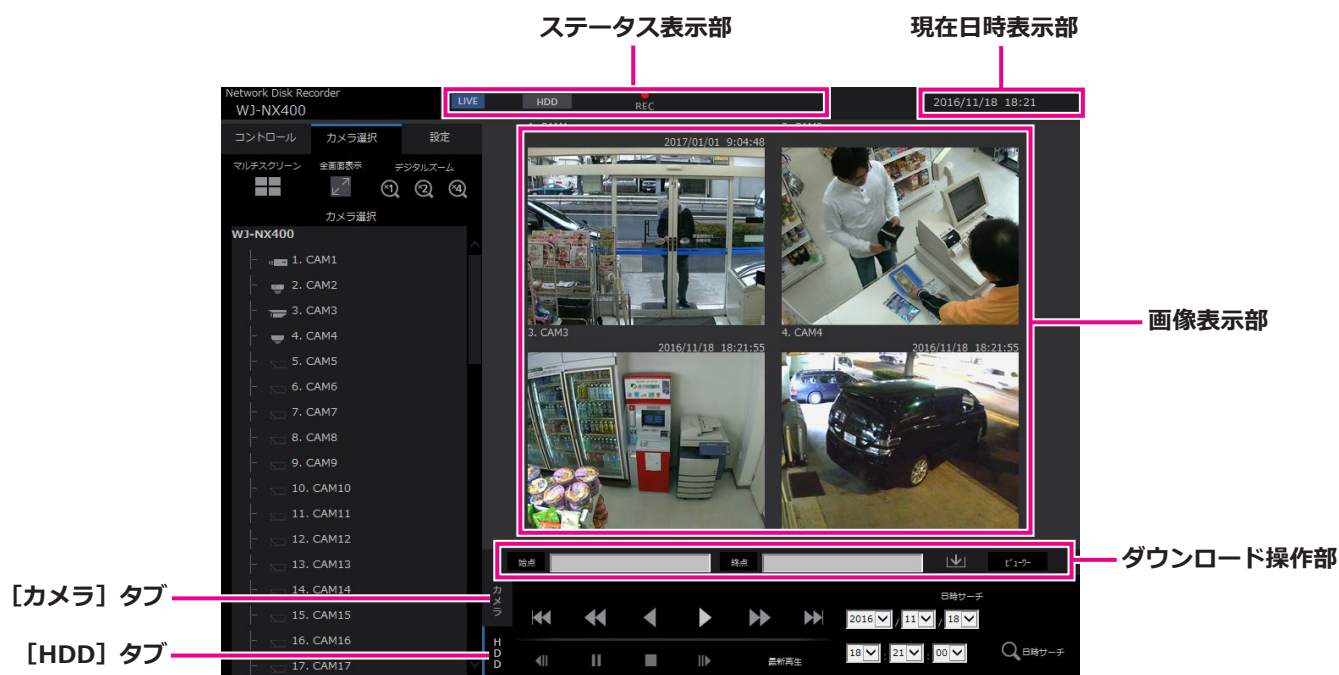 ステータス表示部
現在日時表示部
Network Disk Recorder
WJ-NX400
LIVE
HDD
REC
2016/11/18 18:21
コントロール
カメラ選択
設定
マルチスクリーン
全画面表示
デジタルズーム
×1
×2
×4
カメラ選択
WJ-NX400
1. CAM1
2. CAM2
3. CAM3
4. CAM4
5. CAM5
6. CAM6
7. CAM7
8. CAM8
9. CAM9
10. CAM10
11. CAM11
12. CAM12
13. CAM13
14. CAM14
15. CAM15
16. CAM16
17. CAM17
2017/01/01 9:04:48
3. CAM3
2016/11/18 18:21:55
4. CAM4
2016/11/18 18:21:55
画像表示部
始点
終点
ビューワー
ダウンロード操作部
[カメラ] タブ
カメラ
[HDD] タブ
HDD
最新再生
日時サーチ
2016 / 11 / 18
18 : 21 : 00
日時サーチ